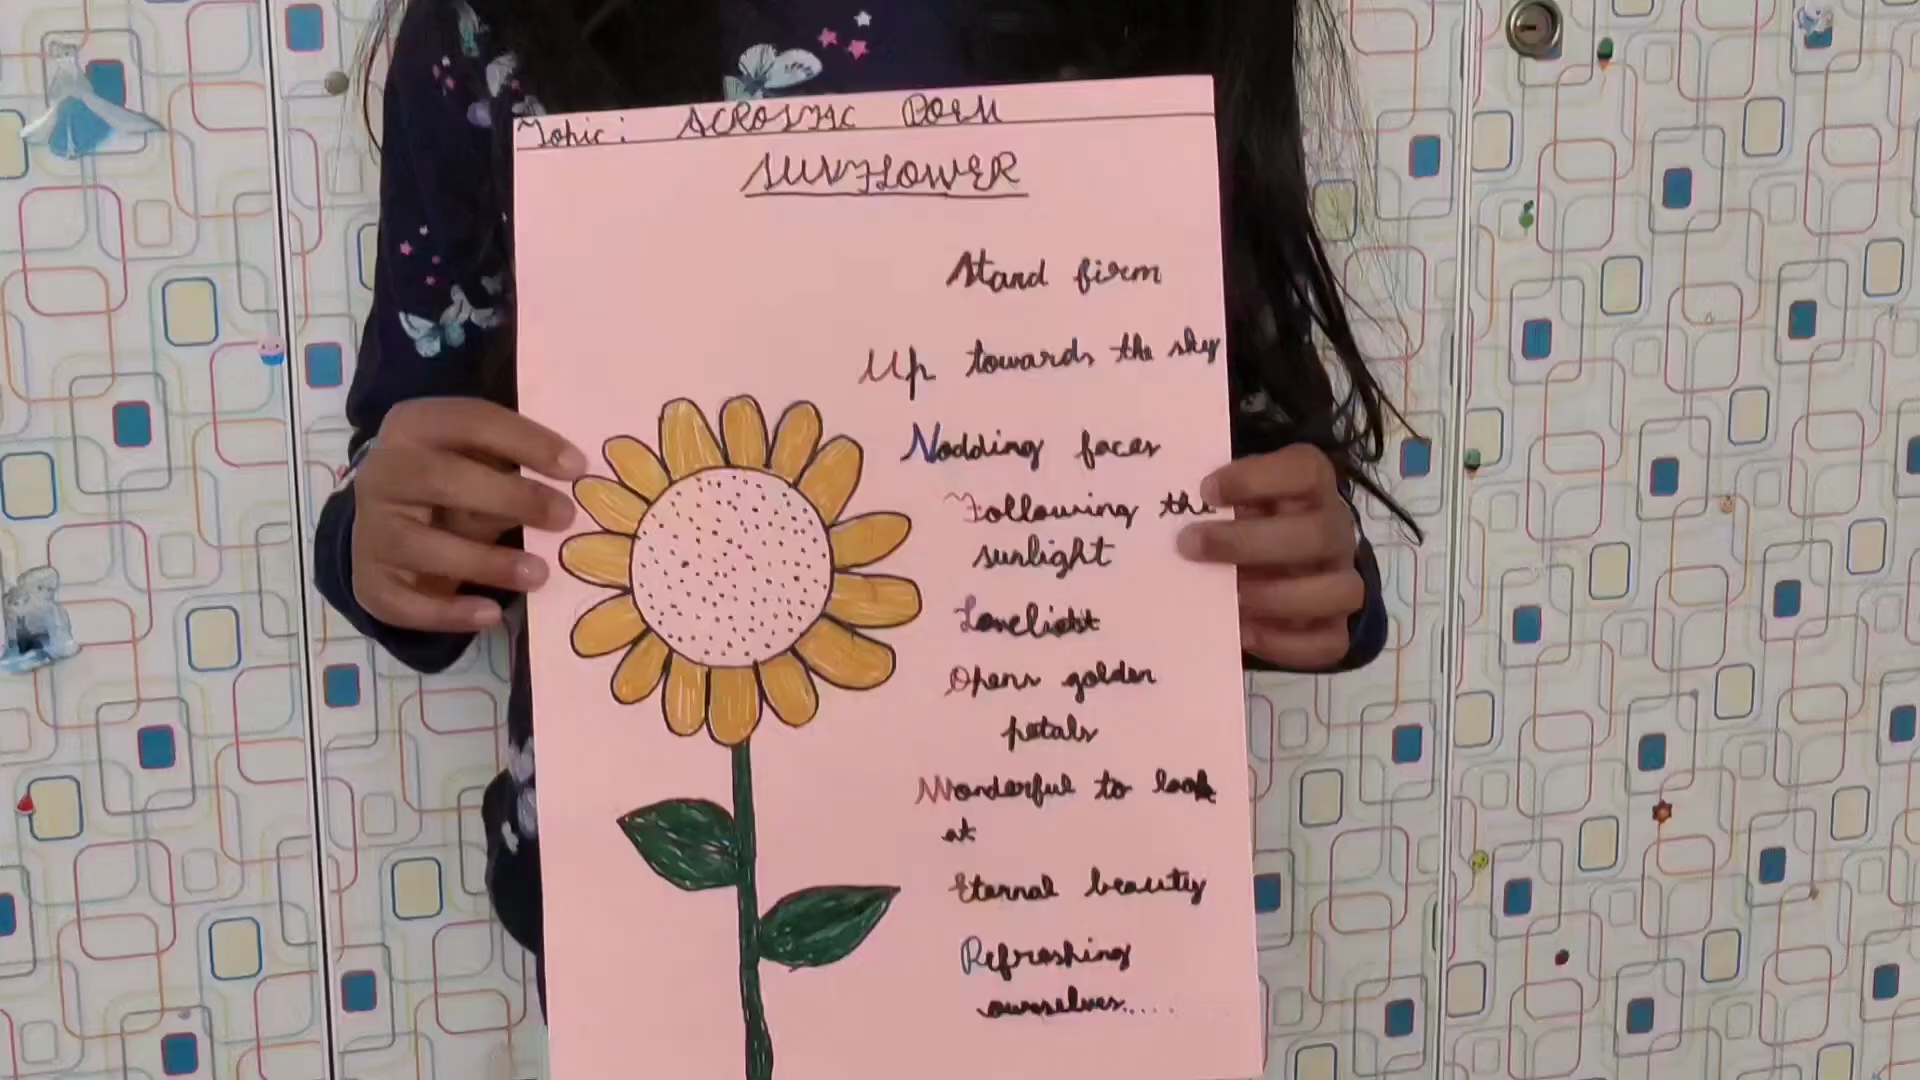 Topic: ACROSTIC POEM
SUNFLOWER
Stand firm
Up towards the sky
Nodding faces
Following the
sunlight
Loveliest
Opens golden
petals
Wonderful to look
at
Eternal beauty
Refreshing
ourselves....